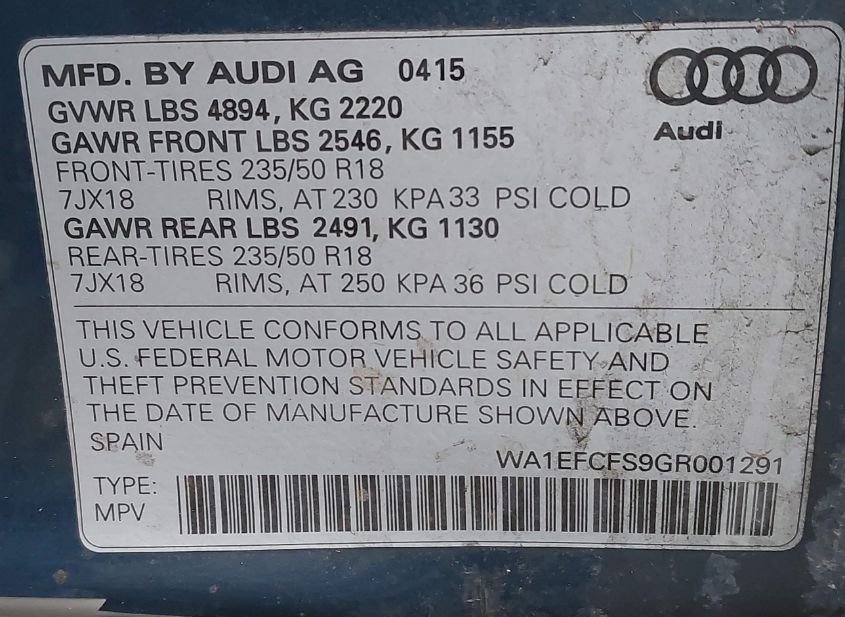 MFD. BY AUDI AG 0415
GVWR LBS 4894, KG 2220
GAWR FRONT LBS 2546, KG 1155
FRONT-TIRES 235/50 R18
7JX18 RIMS, AT 230 KPA 33 PSI COLD
GAWR REAR LBS 2491, KG 1130
REAR-TIRES 235/50 R18
7JX18 RIMS, AT 250 KPA 36 PSI COLD
Audi
THIS VEHICLE CONFORMS TO ALL APPLICABLE
U.S. FEDERAL MOTOR VEHICLE SAFETY AND
THEFT PREVENTION STANDARDS IN EFFECT ON
THE DATE OF MANUFACTURE SHOWN ABOVE.
SPAIN
WA1EFCFS9GR001291
TYPE:
MPV